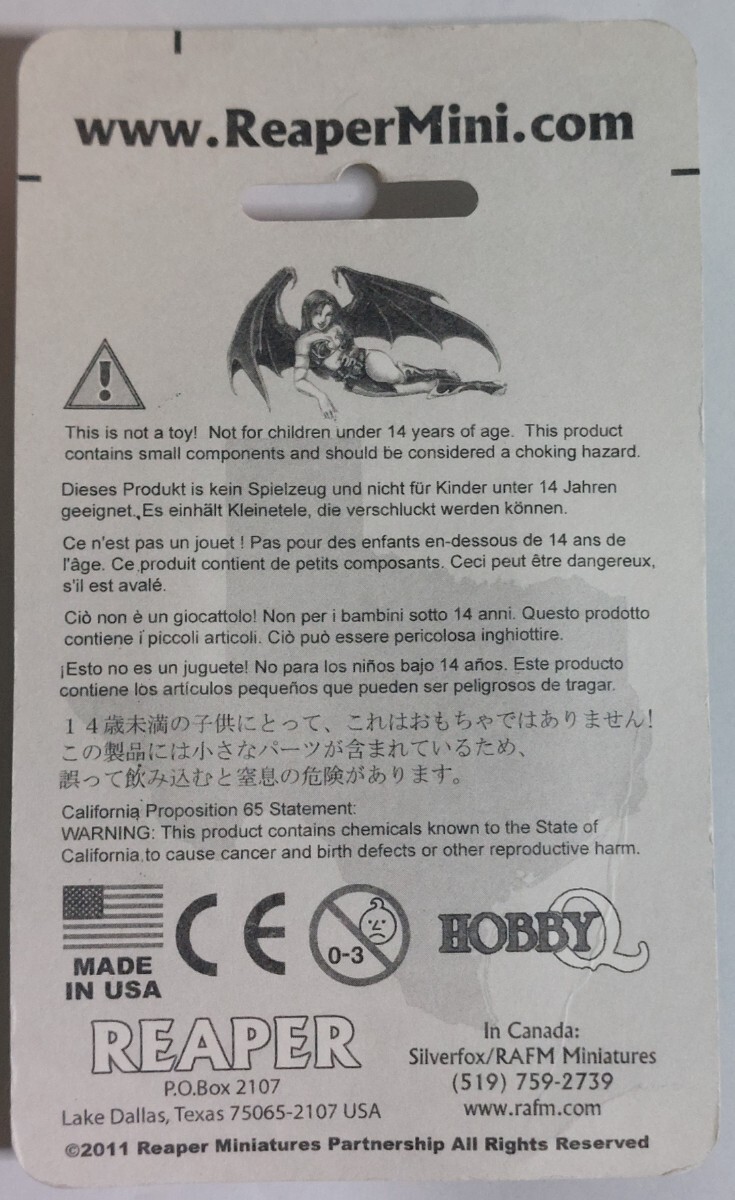 www.ReaperMini.com
This is not a toy! Not for children under 14 years of age. This product
contains small components and should be considered a choking hazard.
Dieses Produkt is kein Spielzeug und nicht für Kinder unter 14 Jahren
geeignet. Es einhält Kleinetele, die verschluckt werden können.
Ce n'est pas un jouet ! Pas pour des enfants en-dessous de 14 ans de
l'âge. Ce produit contient de petits composants. Ceci peut être dangereux,
s'il est avalé.
Ciò non è un giocattolo! Non per i bambini sotto 14 anni. Questo prodotto
contiene i piccoli articoli. Ciò può essere pericolosa inghiottire.
¡Esto no es un juguete! No para los niños bajo 14 años. Este producto
contiene los artículos pequeños que pueden ser peligrosos de tragar.
１４歳未満の子供にとって、これはおもちゃではありません!
この製品には小さなパーツが含まれているため、
誤って飲み込むと窒息の危険があります。
California Proposition 65 Statement:
WARNING: This product contains chemicals known to the State of
California to cause cancer and birth defects or other reproductive harm.
MADE
IN USA
CE
0-3
HOBBYQ
REAPER
P.O.Box 2107
Lake Dallas, Texas 75065-2107 USA
In Canada:
Silverfox/RAFM Miniatures
(519) 759-2739
www.rafm.com
©2011 Reaper Miniatures Partnership All Rights Reserved